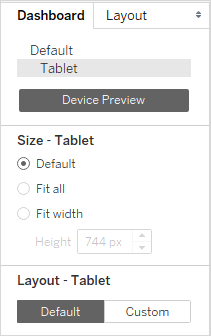 Dashboard Layout
Default
Tablet
Device Preview
Size - Tablet
Default
Fit all
Fit width
Height 744 px
Layout - Tablet
Default Custom